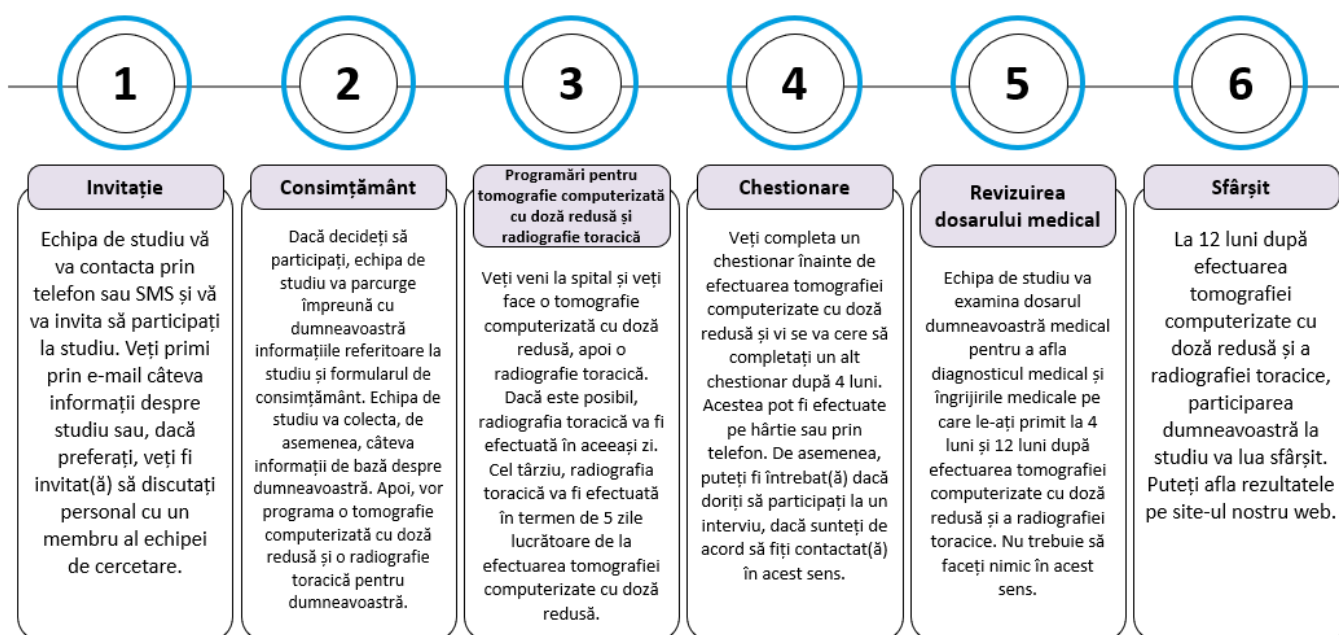 1
Invitație
Echipa de studiu vă
va contacta prin
telefon sau SMS și vă
va invita să participați
la studiu. Veți primi
prin e-mail câteva
informații despre
studiu sau, dacă
preferați, veți fi
invitat(ă) să discutați
personal cu un
membru al echipei
de cercetare.
2
Consimțământ
Dacă decideți să
participați, echipa de
studiu va parcurge
împreună cu
dumneavoastră
informațiile referitoare la
studiu și formularul de
consimțământ. Echipa de
studiu va colecta, de
asemenea, câteva
informații de bază despre
dumneavoastră. Apoi, vor
programa o tomografie
computerizată cu doză
redusă și o radiografie
toracică pentru
dumneavoastră.
3
Programări pentru
tomografie computerizată
cu doză redusă și
radiografie toracică
Veți veni la spital și veți
face o tomografie
computerizată cu doză
redusă, apoi o
radiografie toracică.
Dacă este posibil,
radiografia toracică va fi
efectuată în aceeași zi.
Cel târziu, radiografia
toracică va fi efectuată
în termen de 5 zile
lucrătoare de la
efectuarea tomografiei
computerizate cu doză
redusă.
4
Chestionare
Veți completa un
chestionar înainte de
efectuarea tomografiei
computerizate cu doză
redusă și vi se va cere să
completați un alt
chestionar după 4 luni.
Acestea pot fi efectuate
pe hârtie sau prin
telefon. De asemenea,
puteți fi întrebat(ă) dacă
doriți să participați la un
interviu, dacă sunteți de
acord să fiți contactat(ă)
în acest sens.
5
Revizuirea
dosarului medical
Echipa de studiu va
examina dosarul
dumneavoastră medical
pentru a afla
diagnosticul medical și
îngrijirile medicale pe
care le-ați primit la 4
luni și 12 luni după
efectuarea tomografiei
computerizate cu doză
redusă și a radiografiei
toracice. Nu trebuie să
faceți nimic în acest
sens.
6
Sfârșit
La 12 luni după
efectuarea
tomografiei
computerizate cu
doză redusă și a
radiografiei toracice,
participarea
dumneavoastră la
studiu va lua sfârșit.
Puteți afla rezultatele
pe site-ul nostru web.